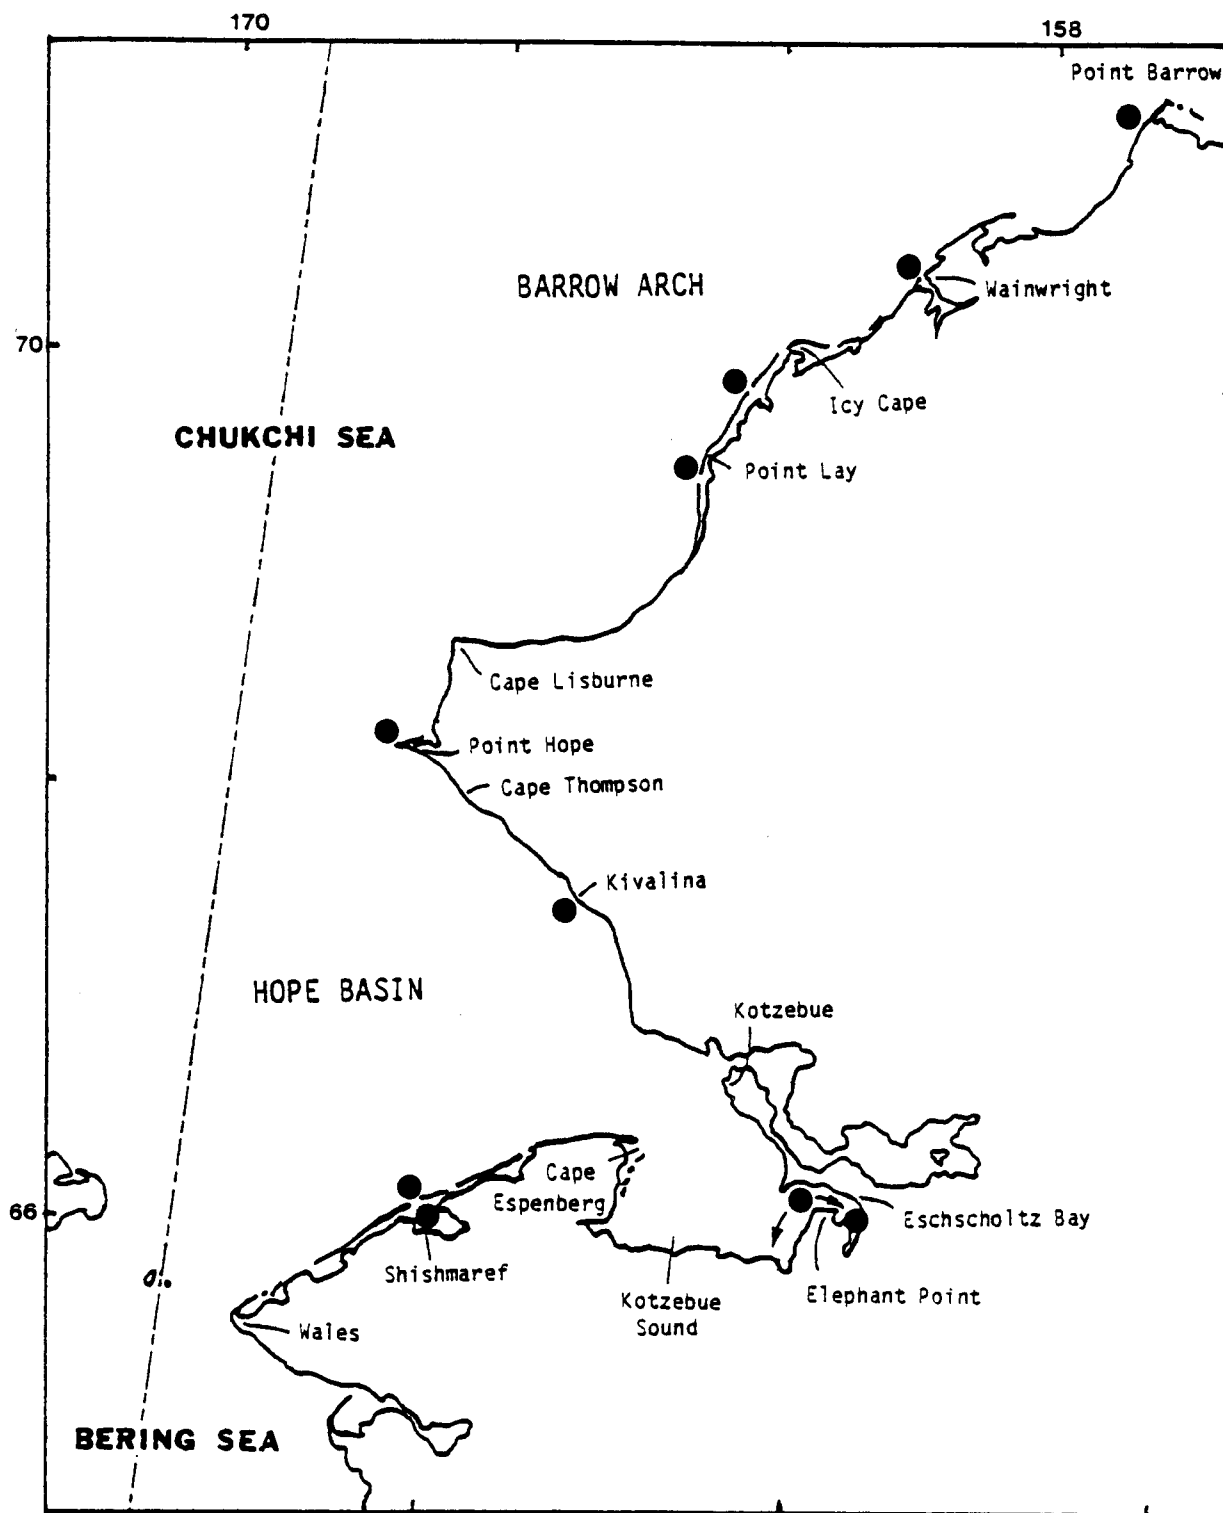 170
158
Point Barrow
BARROW ARCH
Wainwright
70
Icy Cape
CHUKCHI SEA
Point Lay
Cape Lisburne
Point Hope
Cape Thompson
Kivalina
HOPE BASIN
Kotzebue
Cape
Espenberg
66
Eschscholtz Bay
Shishmaref
Elephant Point
Kotzebue
Sound
Wales
BERING SEA